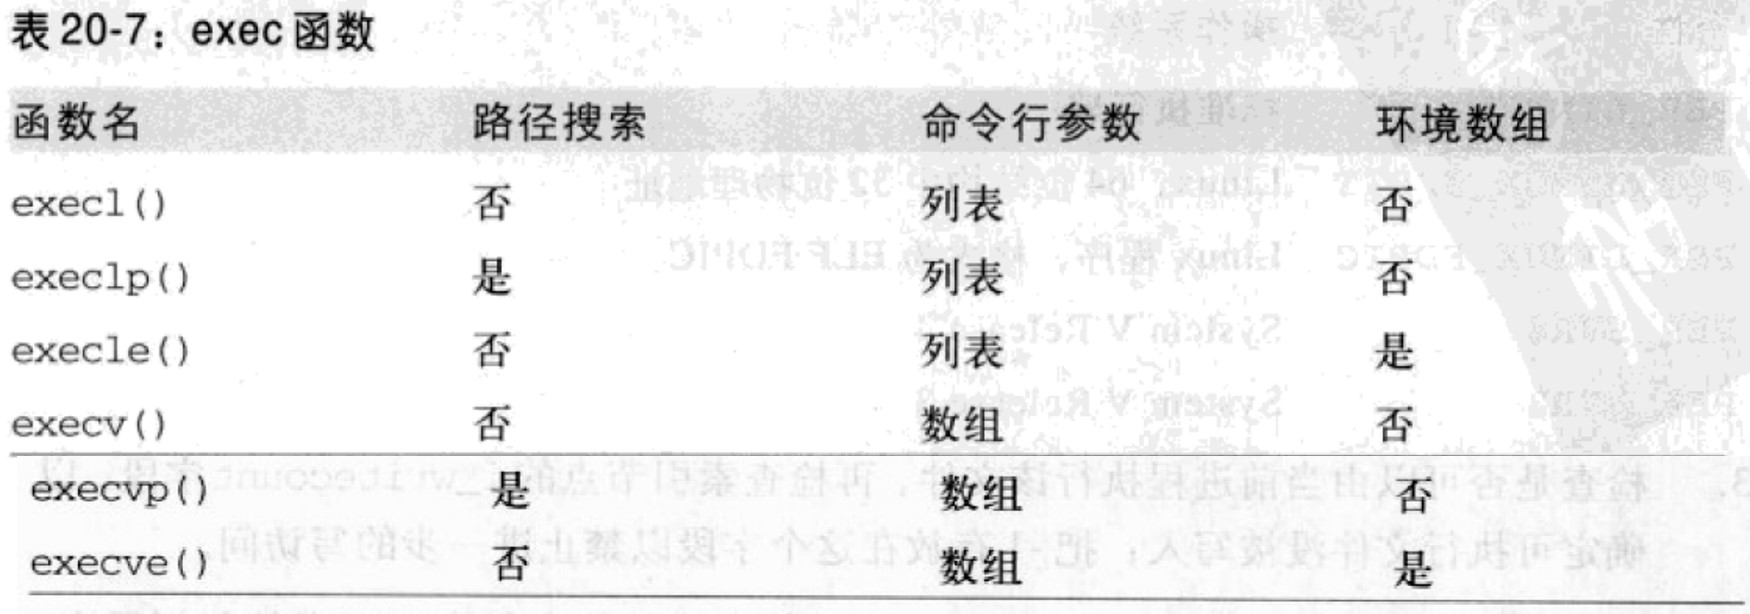 表 20-7：exec 函数
函数名 路径搜索 命令行参数 环境数组
execl() 否 列表 否
execlp() 是 列表 否
execle() 否 列表 是
execv() 否 数组 否
execvp() 是 数组 否
execve() 否 数组 是